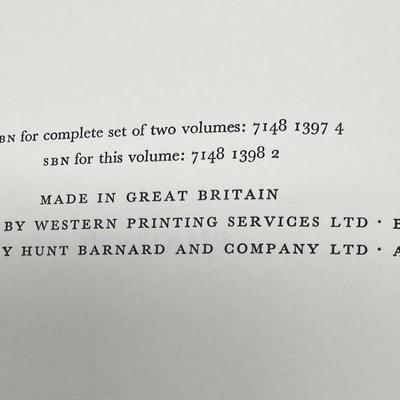 BN for complete set of two volumes: 7148 1397 4
SBN for this volume: 7148 1398 2
MADE IN GREAT BRITAIN
BY WESTERN PRINTING SERVICES LTD · B
Y HUNT BARNARD AND COMPANY LTD · A